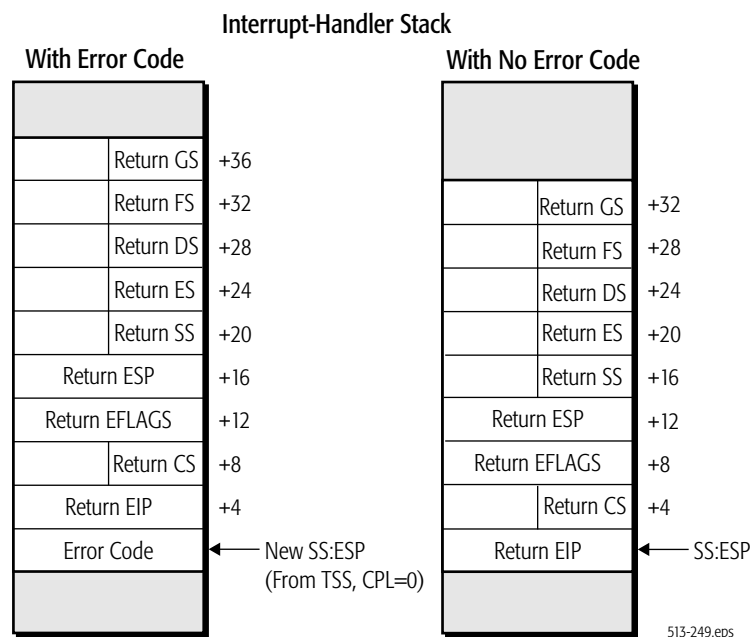 Interrupt-Handler Stack
With Error Code
Return GS +36
Return FS +32
Return DS +28
Return ES +24
Return SS +20
Return ESP +16
Return EFLAGS +12
Return CS +8
Return EIP +4
Error Code
New SS:ESP
(From TSS, CPL=0)
With No Error Code
Return GS +32
Return FS +28
Return DS +24
Return ES +20
Return SS +16
Return ESP +12
Return EFLAGS +8
Return CS +4
Return EIP
SS:ESP
513-249.eps